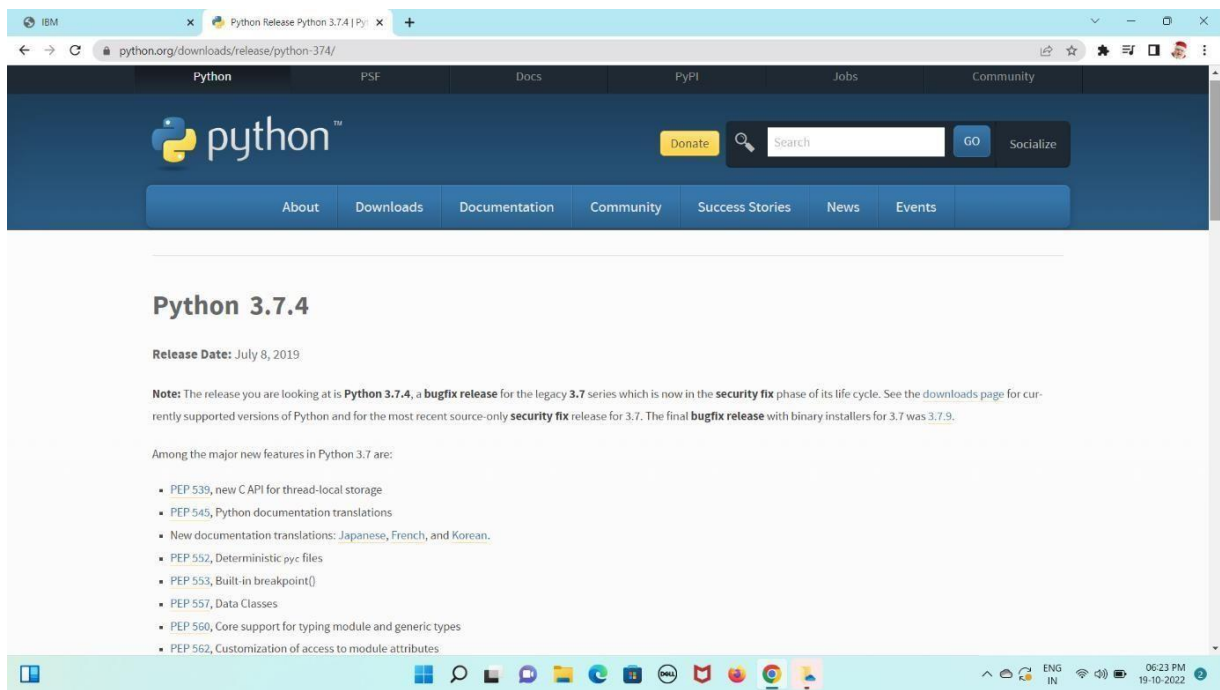 IBM
Python Release Python 3.7.4 | Py
python.org/downloads/release/python-374/
Python PSF Docs PyPI Jobs Community
python™
Donate Search GO Socialize
About Downloads Documentation Community Success Stories News Events
Python 3.7.4
Release Date: July 8, 2019
Note: The release you are looking at is Python 3.7.4, a bugfix release for the legacy 3.7 series which is now in the security fix phase of its life cycle. See the downloads page for cur-
rently supported versions of Python and for the most recent source-only security fix release for 3.7. The final bugfix release with binary installers for 3.7 was 3.7.9.
Among the major new features in Python 3.7 are:
▪ PEP 539, new C API for thread-local storage
▪ PEP 545, Python documentation translations
▪ New documentation translations: Japanese, French, and Korean.
▪ PEP 552, Deterministic pyc files
▪ PEP 553, Built-in breakpoint()
▪ PEP 557, Data Classes
▪ PEP 560, Core support for typing module and generic types
▪ PEP 562, Customization of access to module attributes
DELL
ENG
IN
06:23 PM
19-10-2022
2